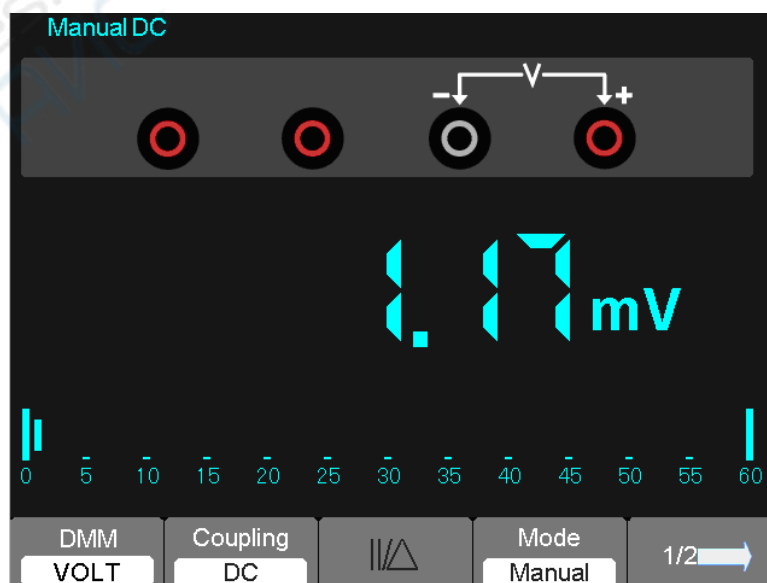 Manual DC
V
- +
1.17 mV
0 5 10 15 20 25 30 35 40 45 50 55 60
DMM Coupling ||/△ Mode 1/2
VOLT DC Manual